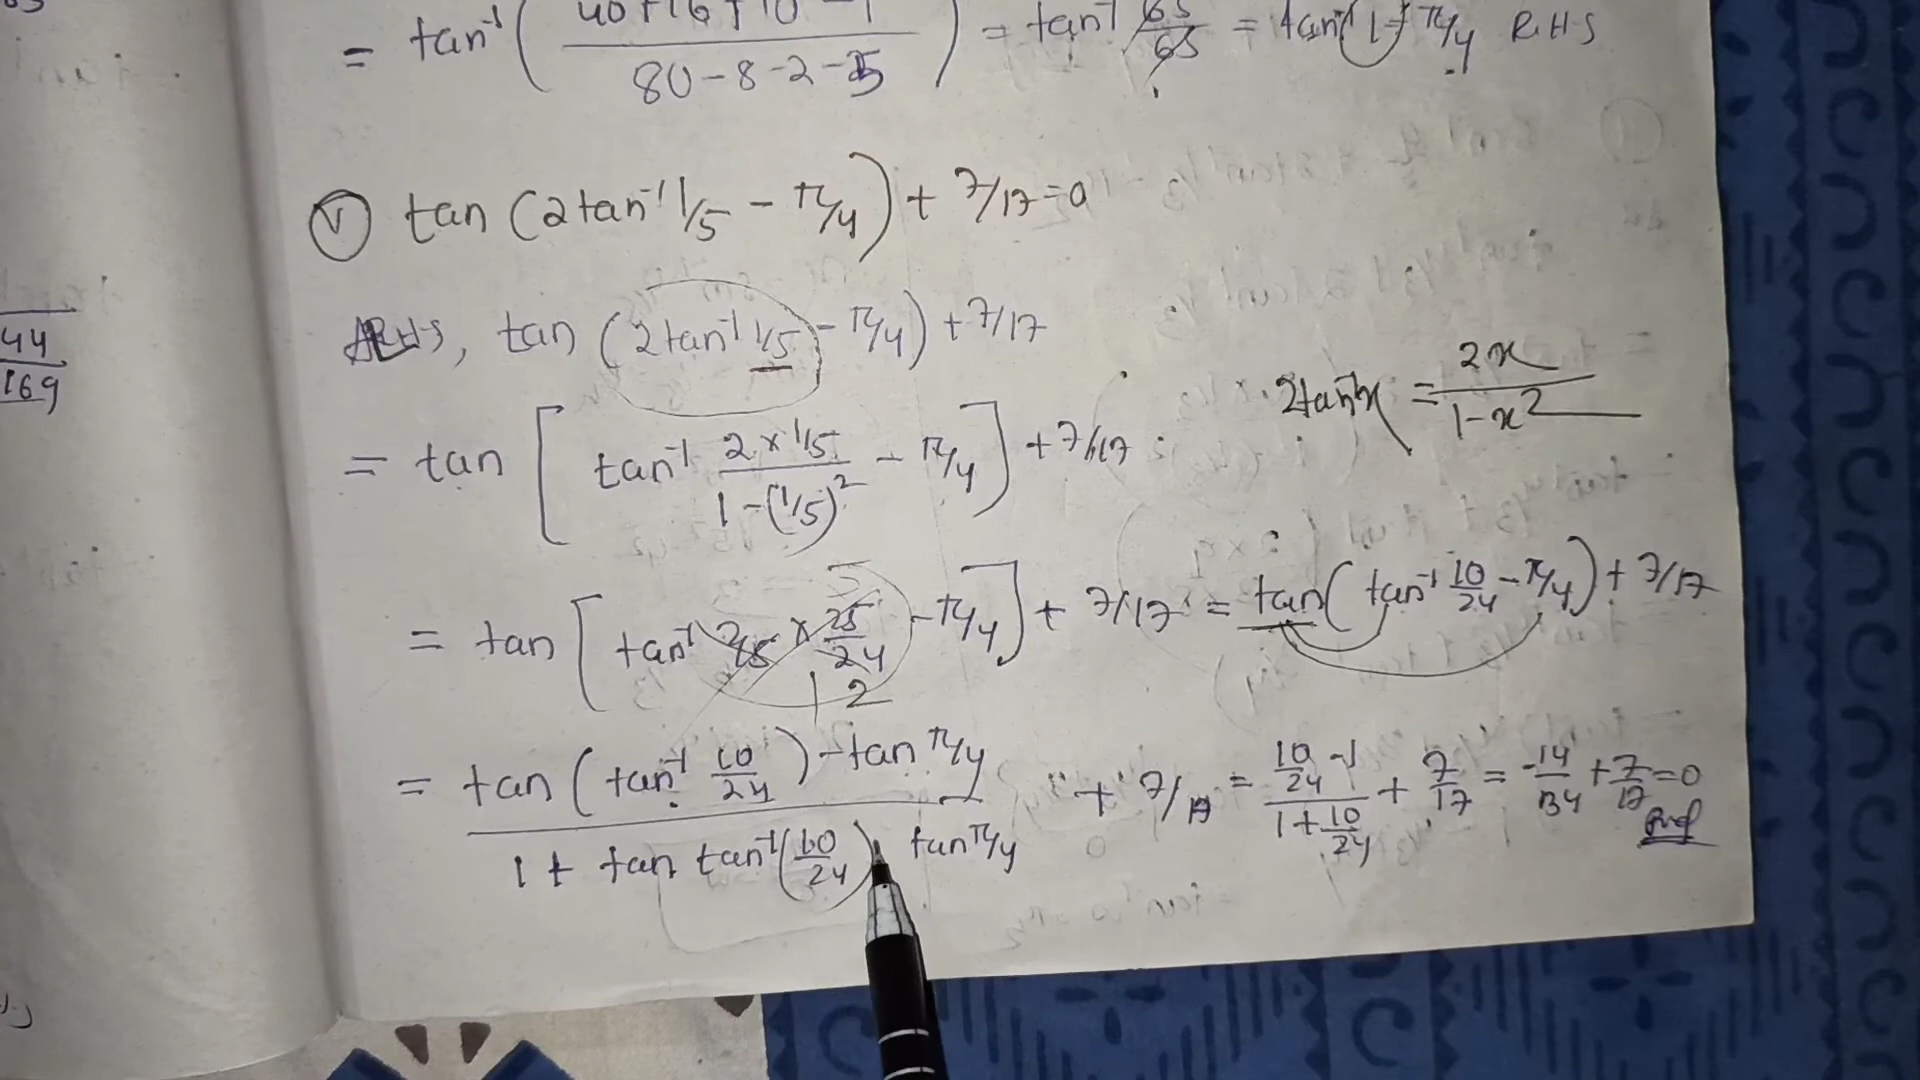 = tan⁻¹ ( 40+16+10-1 / 80-8-2-5 ) = tan⁻¹ 65/65 = tan⁻¹(1) = π/4 R.H.S
44/169
(v) tan (2tan⁻¹ 1/5 - π/4) + 7/17 = 0
tan (2tan⁻¹ 1/5 - π/4) + 7/17
2tan⁻¹x = 2x / 1-x²
= tan [ tan⁻¹ 2×1/5 / 1-(1/5)² - π/4 ] + 7/17
= tan [ tan⁻¹ 2/5 × 25/24 - π/4 ] + 7/17 = tan ( tan⁻¹ 10/24 - π/4 ) + 7/17
12
= tan ( tan⁻¹ 10/24 ) - tan π/4 / 1 + tan tan⁻¹ (10/24) tan π/4 + 7/17 = 10/24 - 1 / 1 + 10/24 + 7/17 = -14/34 + 7/17 = 0